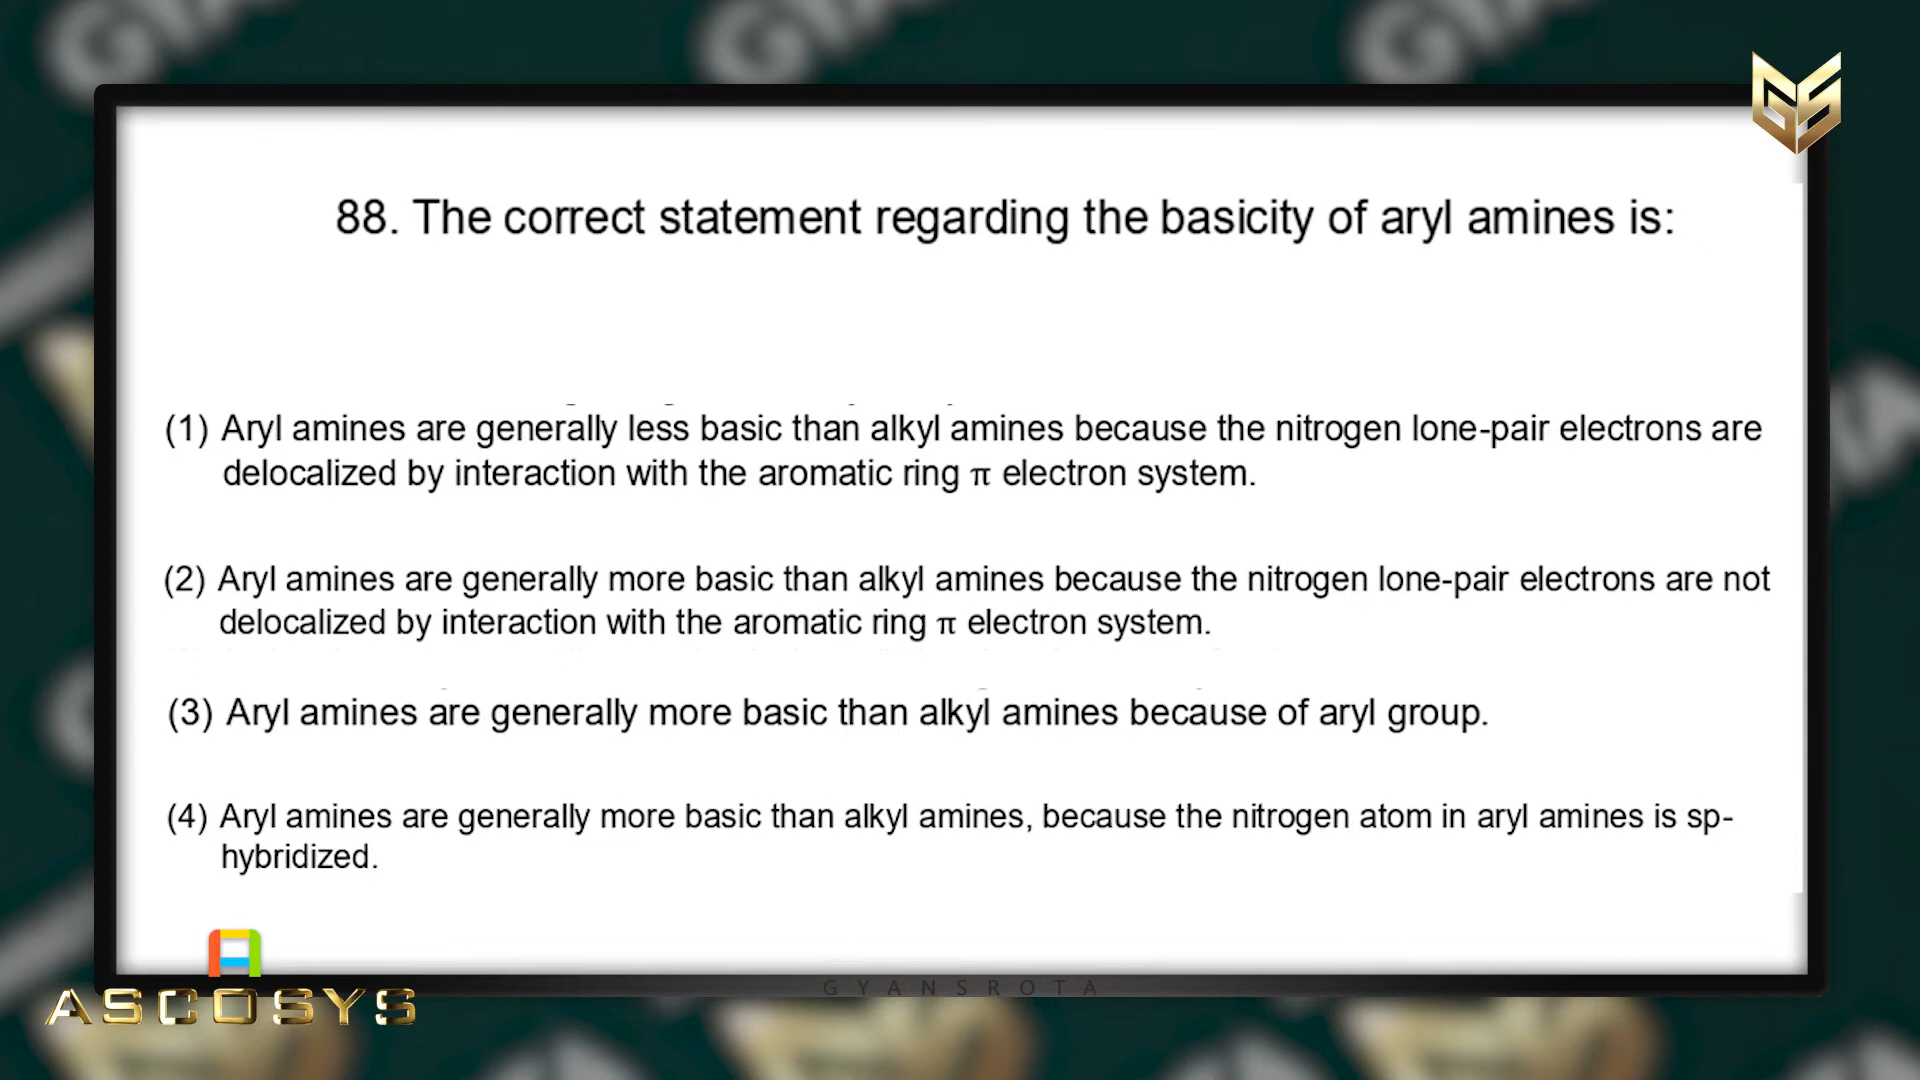 88. The correct statement regarding the basicity of aryl amines is:
(1) Aryl amines are generally less basic than alkyl amines because the nitrogen lone-pair electrons are
delocalized by interaction with the aromatic ring π electron system.
(2) Aryl amines are generally more basic than alkyl amines because the nitrogen lone-pair electrons are not
delocalized by interaction with the aromatic ring π electron system.
(3) Aryl amines are generally more basic than alkyl amines because of aryl group.
(4) Aryl amines are generally more basic than alkyl amines, because the nitrogen atom in aryl amines is sp-
hybridized.
GYANSROTA
ASCOSYS